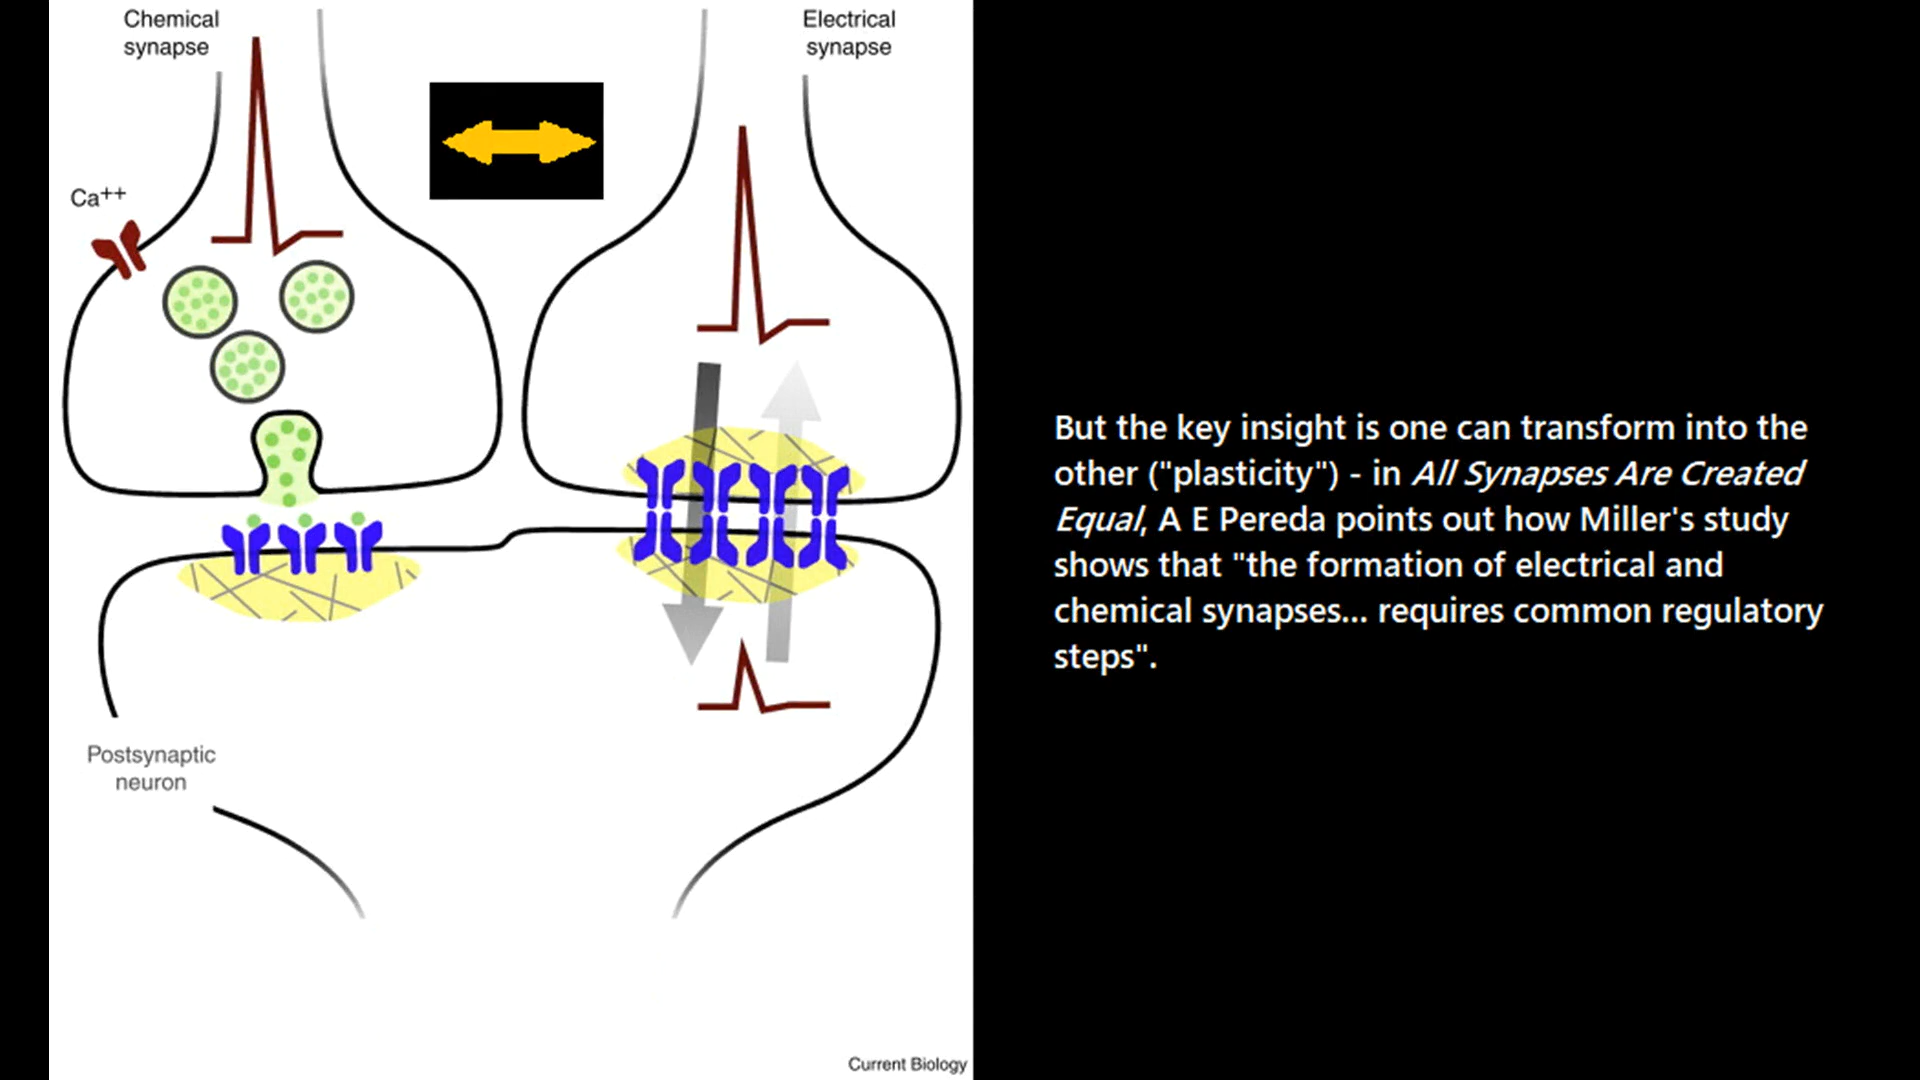 Chemical
synapse
Electrical
synapse
Ca++
But the key insight is one can transform into the
other ("plasticity") - in All Synapses Are Created
Equal, A E Pereda points out how Miller's study
shows that "the formation of electrical and
chemical synapses... requires common regulatory
steps".
Postsynaptic
neuron
Current Biology